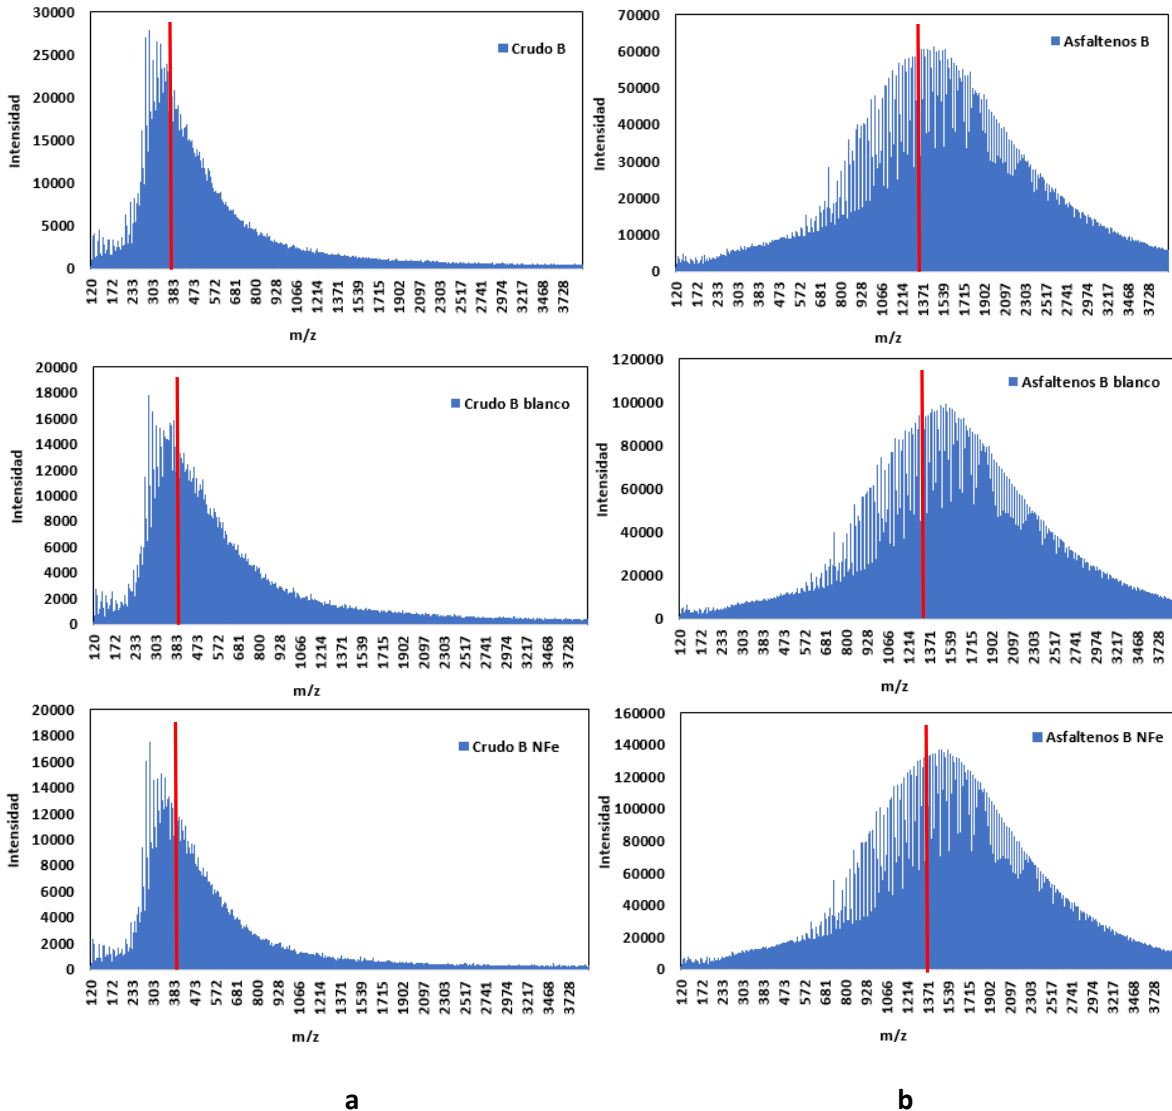 30000
25000
20000
15000
10000
5000
0
Intensidad
Crudo B
120 172 233 303 383 473 572 681 800 928 1066 1214 1371 1539 1715 1902 2097 2303 2517 2741 2974 3217 3468 3728
m/z
70000
60000
50000
40000
30000
20000
10000
0
Intensidad
Asfaltenos B
120 172 233 303 383 473 572 681 800 928 1066 1214 1371 1539 1715 1902 2097 2303 2517 2741 2974 3217 3468 3728
m/z
20000
18000
16000
14000
12000
10000
8000
6000
4000
2000
0
Intensidad
Crudo B blanco
120 172 233 303 383 473 572 681 800 928 1066 1214 1371 1539 1715 1902 2097 2303 2517 2741 2974 3217 3468 3728
m/z
120000
100000
80000
60000
40000
20000
0
Intensidad
Asfaltenos B blanco
120 172 233 303 383 473 572 681 800 928 1066 1214 1371 1539 1715 1902 2097 2303 2517 2741 2974 3217 3468 3728
m/z
20000
18000
16000
14000
12000
10000
8000
6000
4000
2000
0
Intensidad
Crudo B NFe
120 172 233 303 383 473 572 681 800 928 1066 1214 1371 1539 1715 1902 2097 2303 2517 2741 2974 3217 3468 3728
m/z
160000
140000
120000
100000
80000
60000
40000
20000
0
Intensidad
Asfaltenos B NFe
120 172 233 303 383 473 572 681 800 928 1066 1214 1371 1539 1715 1902 2097 2303 2517 2741 2974 3217 3468 3728
m/z
a
b